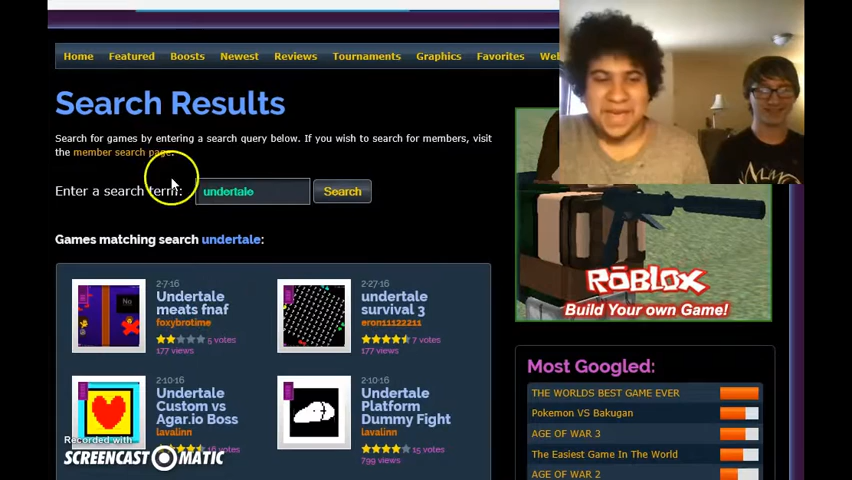 Home Featured Boosts Newest Reviews Tournaments Graphics Favorites
Search Results
Search for games by entering a search query below. If you wish to search for members, visit
the member search page.
Enter a search term: undertale Search
Games matching search undertale:
2-7-16
Undertale
meats fnaf
foxybrotime
5 votes
177 views
No
2-27-16
undertale
survival 3
eron11122211
7 votes
177 views
2-10-16
Undertale
Custom vs
Agar.io Boss
lavalinn
votes
2-10-16
Undertale
Platform
Dummy Fight
lavalinn
15 votes
799 views
ROBLOX
Build Your own Game!
Most Googled:
THE WORLDS BEST GAME EVER
Pokemon VS Bakugan
AGE OF WAR 3
The Easiest Game In The World
AGE OF WAR 2
Recorded with
SCREENCAST MATIC